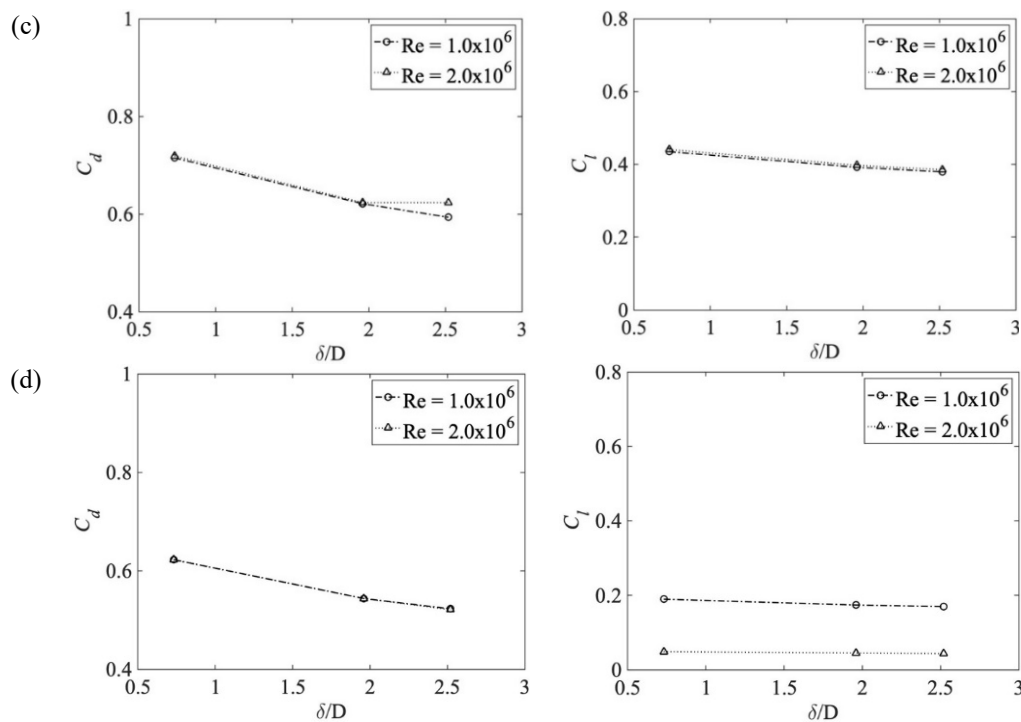 (c)
1
0.8
0.6
0.4
C_d
Re = 1.0x10^6
Re = 2.0x10^6
0.5 1 1.5 2 2.5 3
δ/D
0.8
0.6
0.4
0.2
0
C_l
Re = 1.0x10^6
Re = 2.0x10^6
0.5 1 1.5 2 2.5 3
δ/D
(d)
1
0.8
0.6
0.4
C_d
Re = 1.0x10^6
Re = 2.0x10^6
0.5 1 1.5 2 2.5 3
δ/D
0.8
0.6
0.4
0.2
0
C_l
Re = 1.0x10^6
Re = 2.0x10^6
0.5 1 1.5 2 2.5 3
δ/D